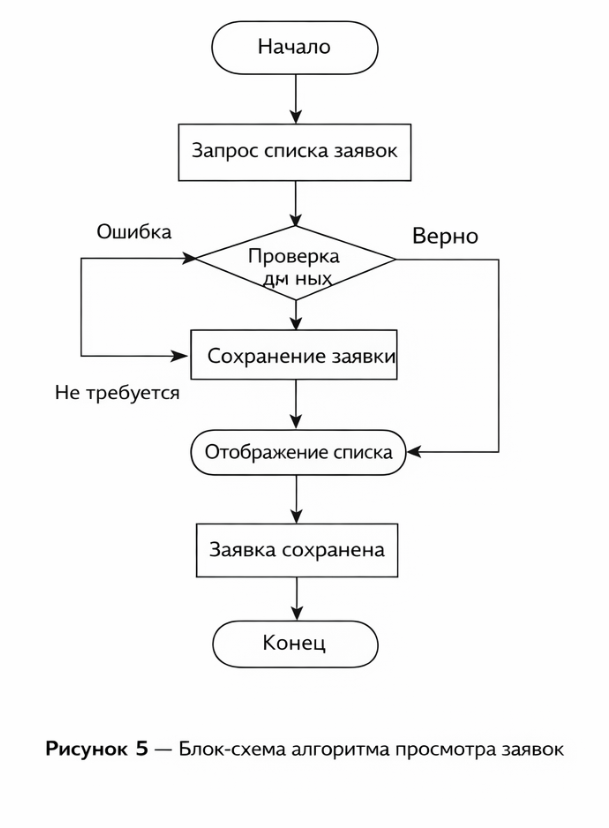 Начало
Запрос списка заявок
Ошибка
Верно
Проверка
ных
Сохранение заявки
Не требуется
Отображение списка
Заявка сохранена
Конец
Рисунок 5 — Блок-схема алгоритма просмотра заявок